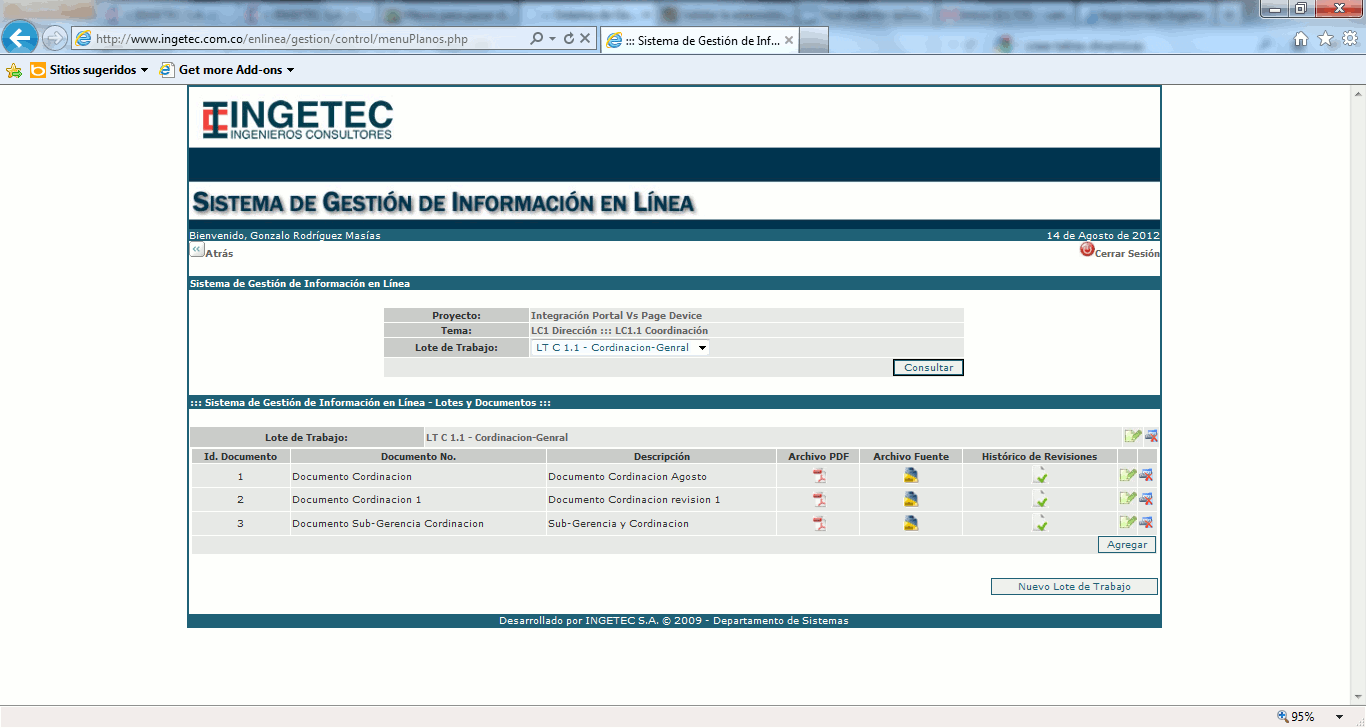 http://www.ingetec.com.co/enlinea/gestion/control/menuPlanos.php
::: Sistema de Gestión de Inf...
Sitios sugeridos
Get more Add-ons
INGETEC
INGENIEROS CONSULTORES
SISTEMA DE GESTIÓN DE INFORMACIÓN EN LÍNEA
Bienvenido, Gonzalo Rodríguez Masías
14 de Agosto de 2012
Atrás
Cerrar Sesión
Sistema de Gestión de Información en Línea
Proyecto: Integración Portal Vs Page Device
Tema: LC1 Dirección ::: LC1.1 Coordinación
Lote de Trabajo: LT C 1.1 - Cordinacion-Genral
Consultar
::: Sistema de Gestión de Información en Línea - Lotes y Documentos :::
Lote de Trabajo: LT C 1.1 - Cordinacion-Genral
Id. Documento Documento No. Descripción Archivo PDF Archivo Fuente Histórico de Revisiones
1 Documento Cordinacion Documento Cordinacion Agosto
2 Documento Cordinacion 1 Documento Cordinacion revision 1
3 Documento Sub-Gerencia Cordinacion Sub-Gerencia y Cordinacion
Agregar
Nuevo Lote de Trabajo
Desarrollado por INGETEC S.A. © 2009 - Departamento de Sistemas
95%